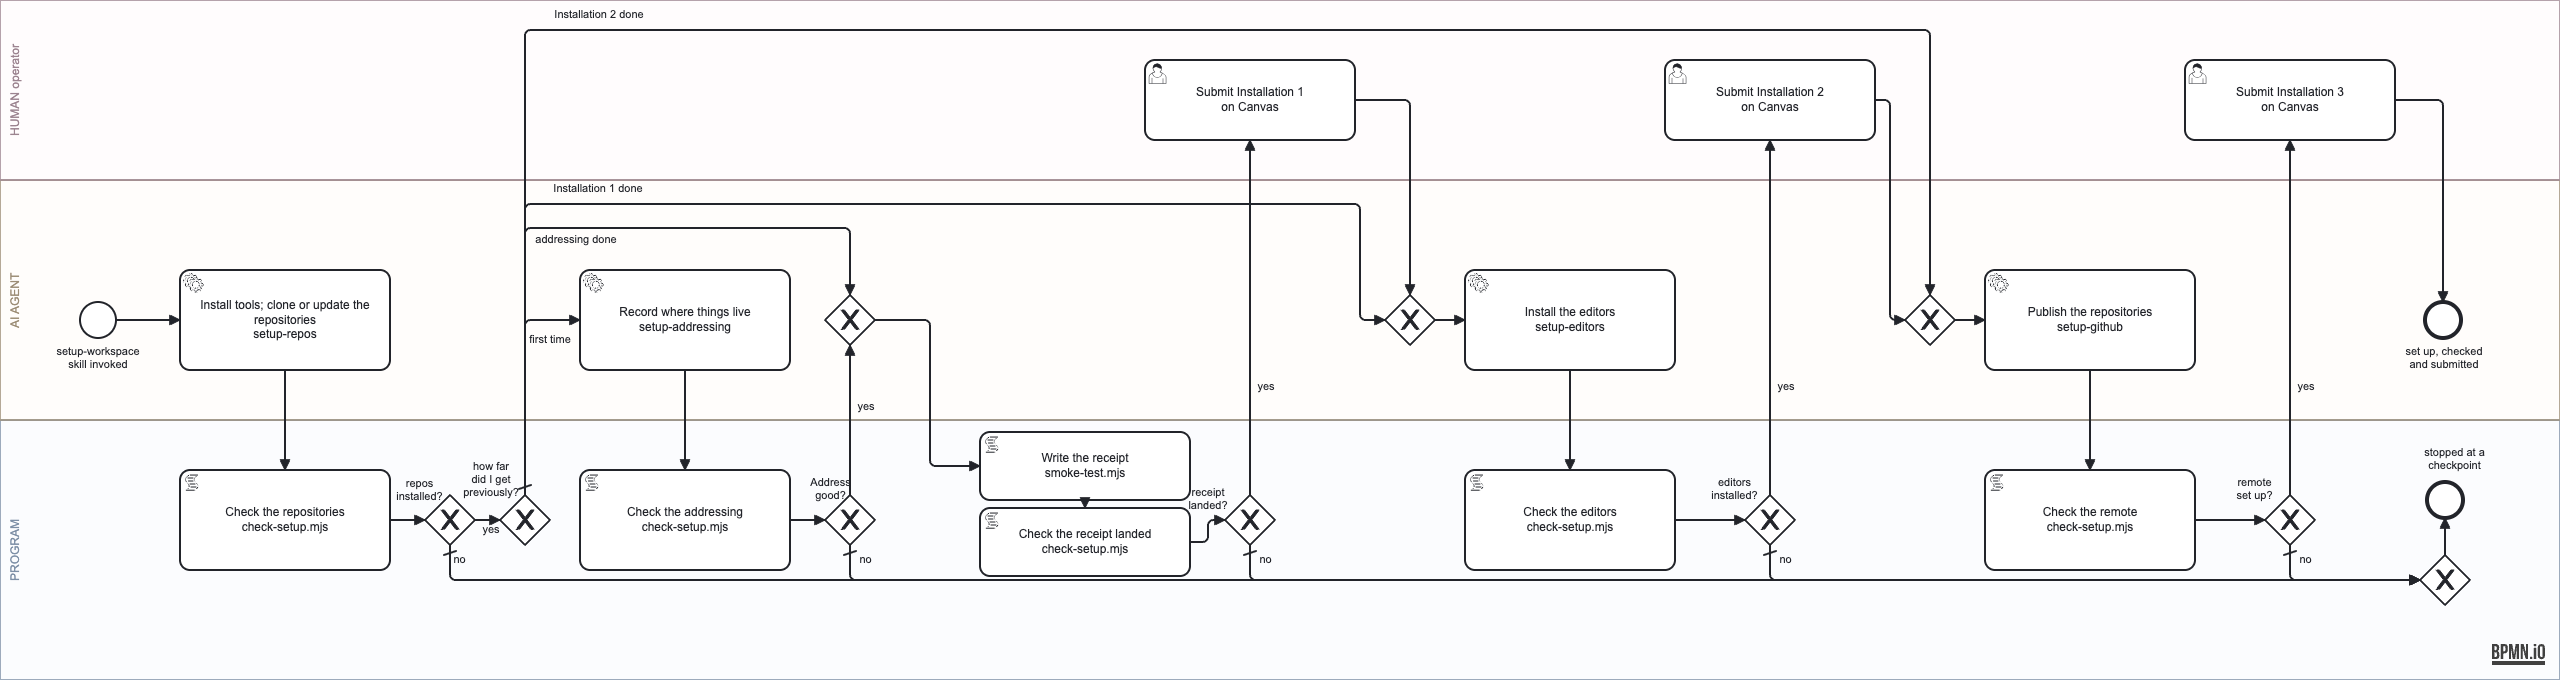 Installation 2 done
HUMAN operator
Submit Installation 1
on Canvas
Submit Installation 2
on Canvas
Submit Installation 3
on Canvas
Installation 1 done
addressing done
AI AGENT
setup-workspace
skill invoked
Install tools; clone or update the
repositories
setup-repos
first time
Record where things live
setup-addressing
Install the editors
setup-editors
Publish the repositories
setup-github
set up, checked
and submitted
yes
yes
yes
yes
PROGRAM
Check the repositories
check-setup.mjs
repos
installed?
how far
did I get
previously?
yes
no
Check the addressing
check-setup.mjs
Address
good?
no
Write the receipt
smoke-test.mjs
Check the receipt landed
check-setup.mjs
receipt
landed?
no
Check the editors
check-setup.mjs
editors
installed?
no
Check the remote
check-setup.mjs
remote
set up?
no
stopped at a
checkpoint
BPMN.iO